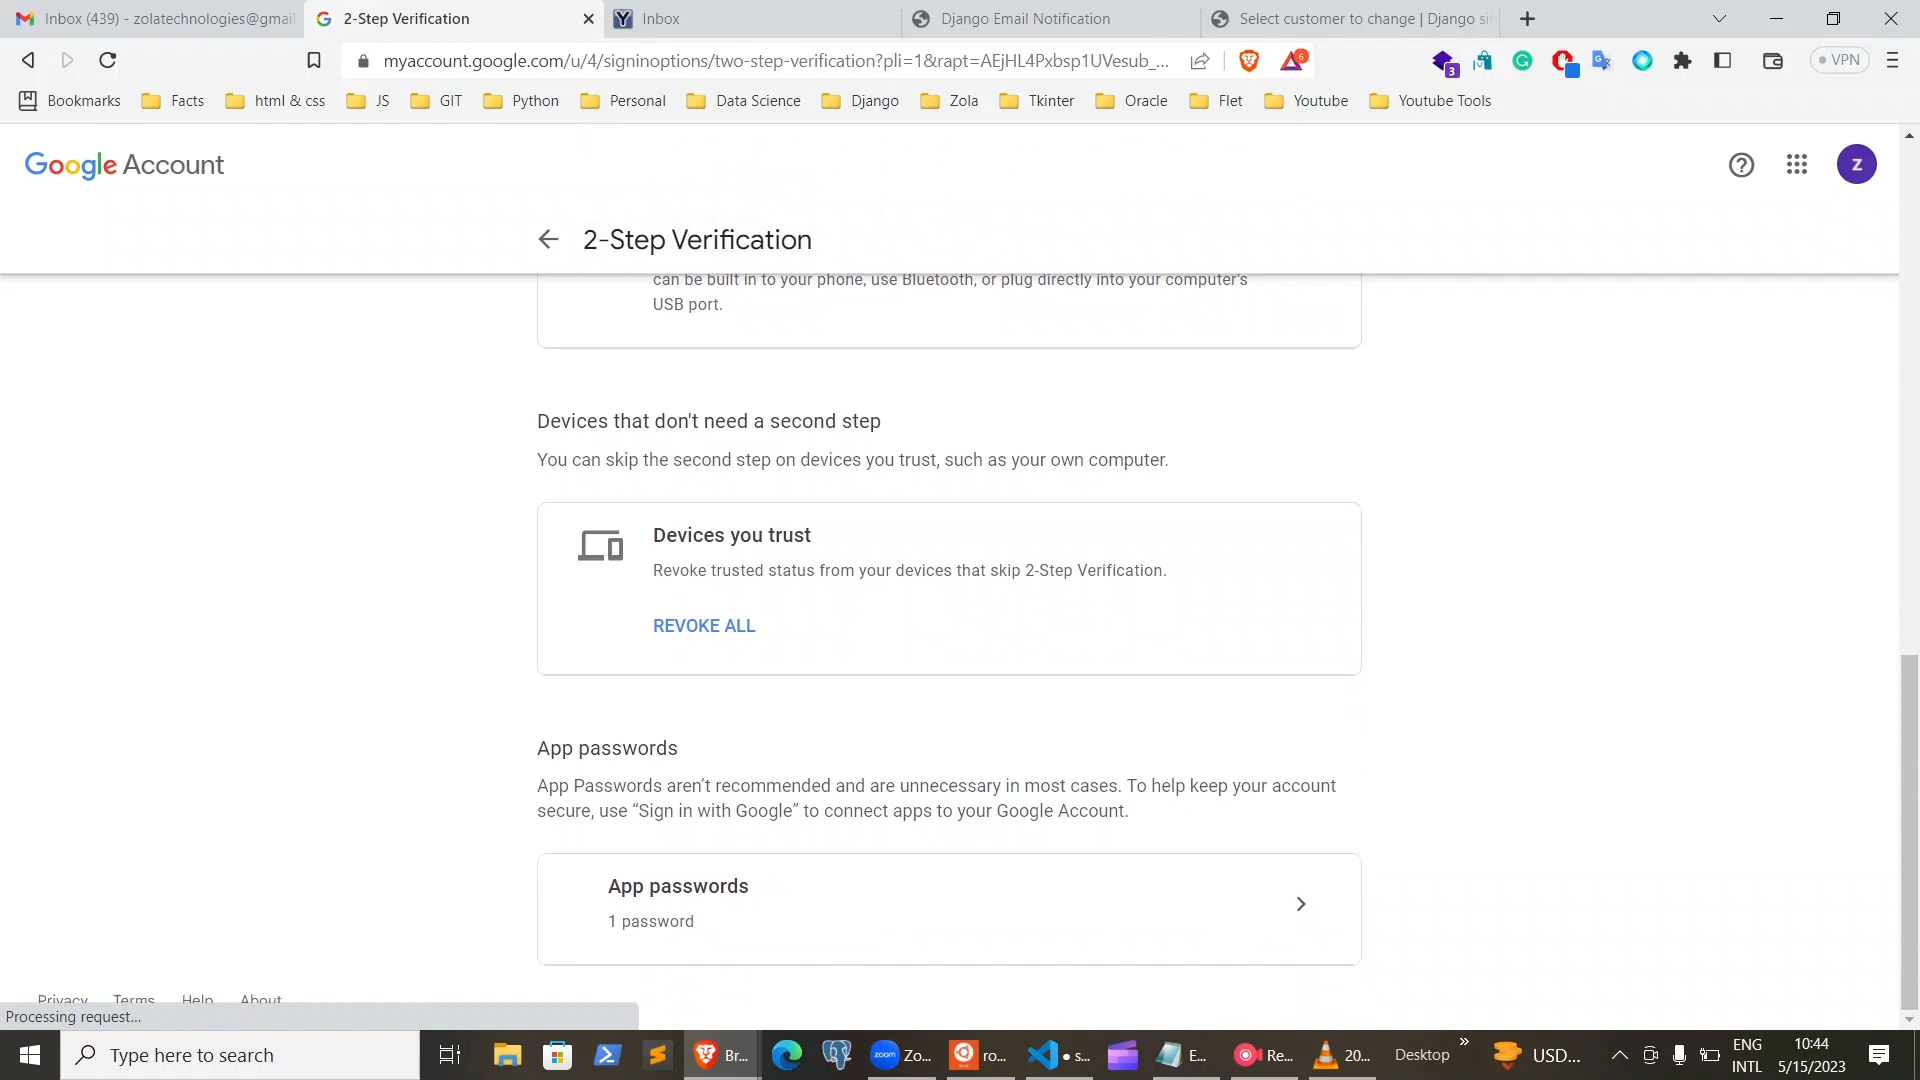 Inbox (439) - zolatechnologies@gmail
2-Step Verification
Inbox
Django Email Notification
Select customer to change | Django si
myaccount.google.com/u/4/signinoptions/two-step-verification?pli=1&rapt=AEjHL4Pxbsp1UVesub_...
6
3
VPN
Bookmarks
Facts
html & css
JS
GIT
Python
Personal
Data Science
Django
Zola
Tkinter
Oracle
Flet
Youtube
Youtube Tools
Google Account
z
2-Step Verification
can be built in to your phone, use Bluetooth, or plug directly into your computer's
USB port.
Devices that don't need a second step
You can skip the second step on devices you trust, such as your own computer.
Devices you trust
Revoke trusted status from your devices that skip 2-Step Verification.
REVOKE ALL
App passwords
App Passwords aren’t recommended and are unnecessary in most cases. To help keep your account
secure, use “Sign in with Google” to connect apps to your Google Account.
App passwords
1 password
Privacy
Terms
Help
About
Processing request...
Type here to search
Br...
zoom
Zo...
ro...
● s...
E...
Re...
20...
Desktop
»
USD...
ENG
INTL
10:44
5/15/2023